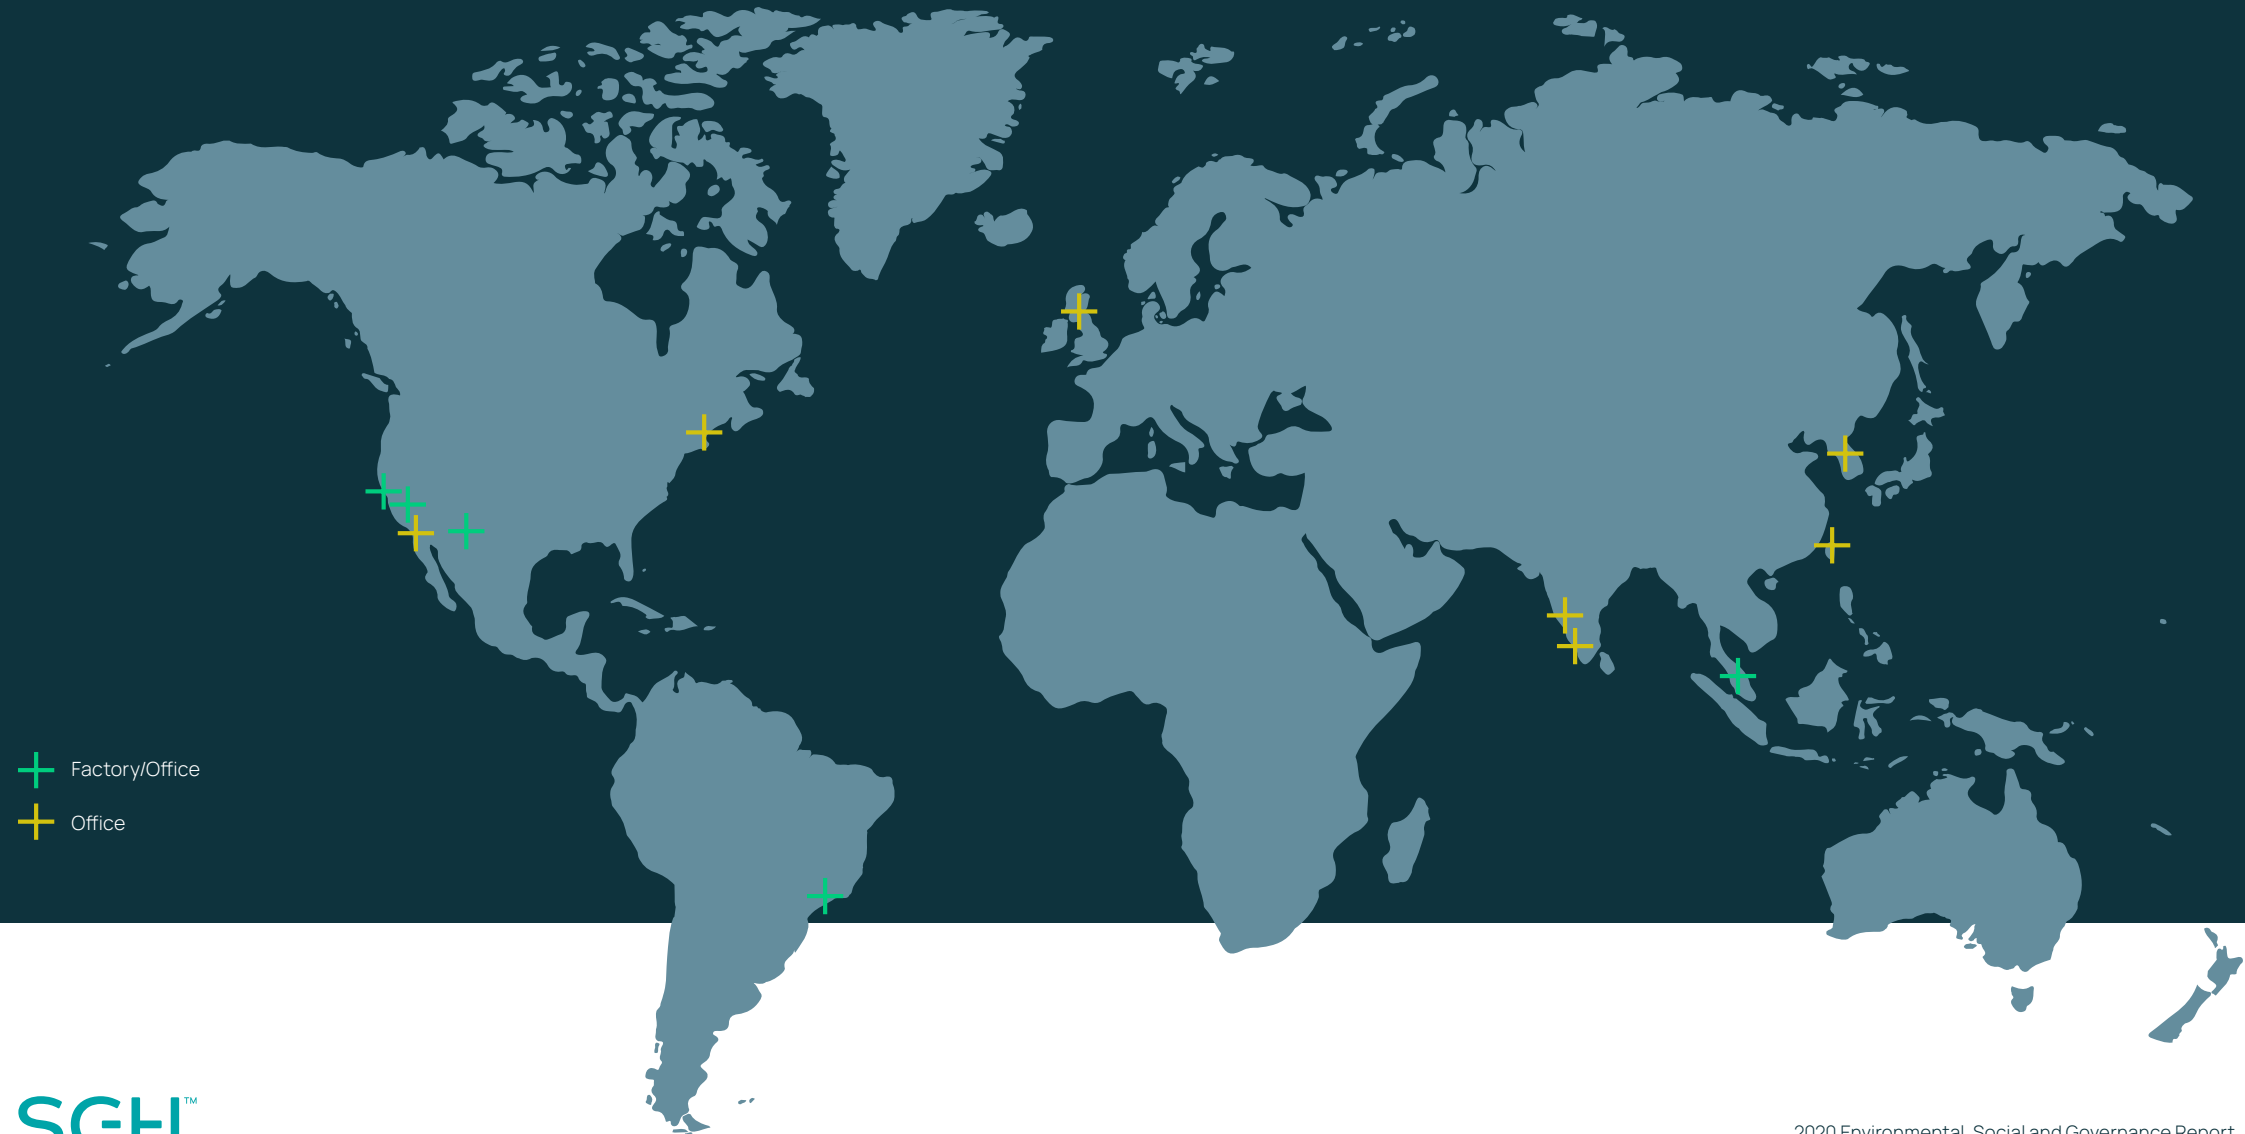 Factory/Office
Office
SGH™
2020 Environmental, Social and Governance Report